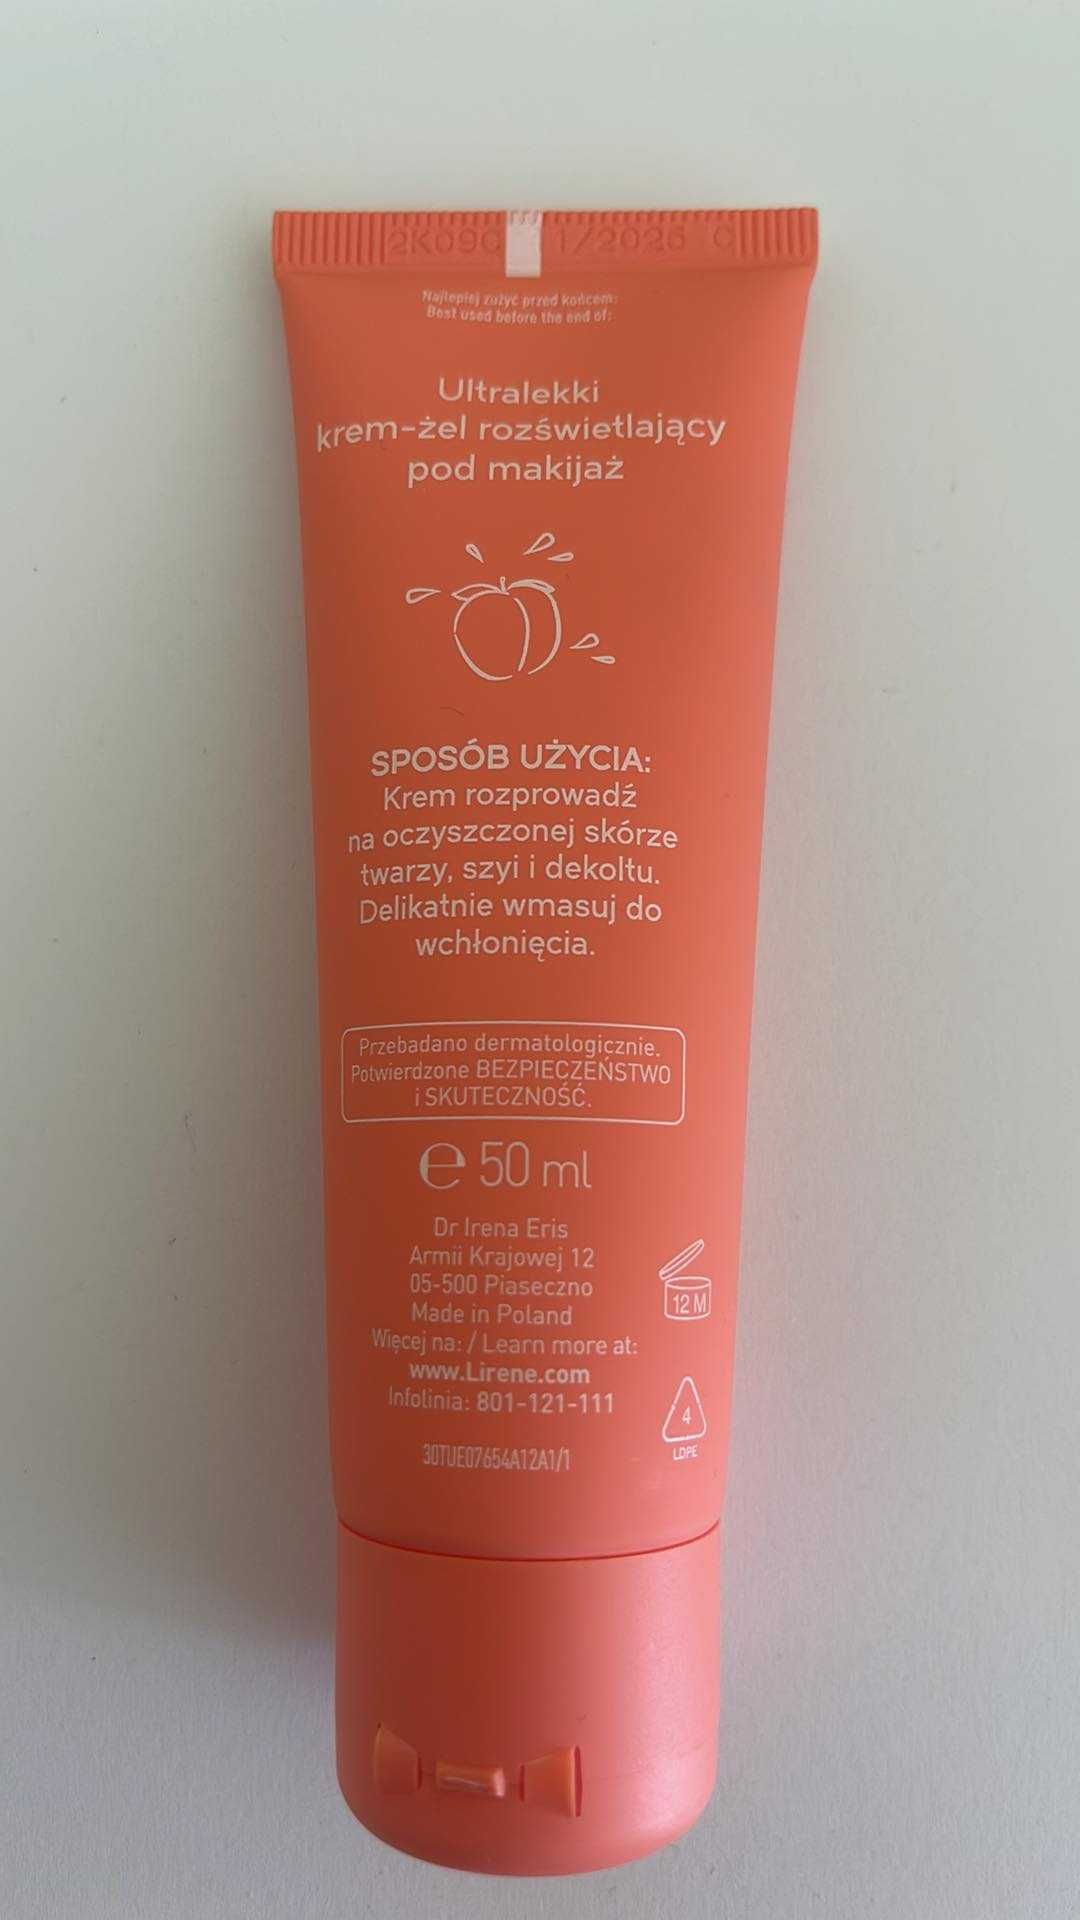 2K09C 1/2025 C
Najlepiej zużyć przed końcem:
Best used before the end of:
Ultralekki
krem-żel rozświetlający
pod makijaż
SPOSÓB UŻYCIA:
Krem rozprowadź
na oczyszczonej skórze
twarzy, szyi i dekoltu.
Delikatnie wmasuj do
wchłonięcia.
Przebadano dermatologicznie.
Potwierdzone BEZPIECZEŃSTWO
i SKUTECZNOŚĆ.
e 50 ml
Dr Irena Eris
Armii Krajowej 12
05-500 Piaseczno
Made in Poland
Więcej na: / Learn more at:
www.Lirene.com
Infolinia: 801-121-111
30TUE07654A12A1/1
12 M
4
LDPE